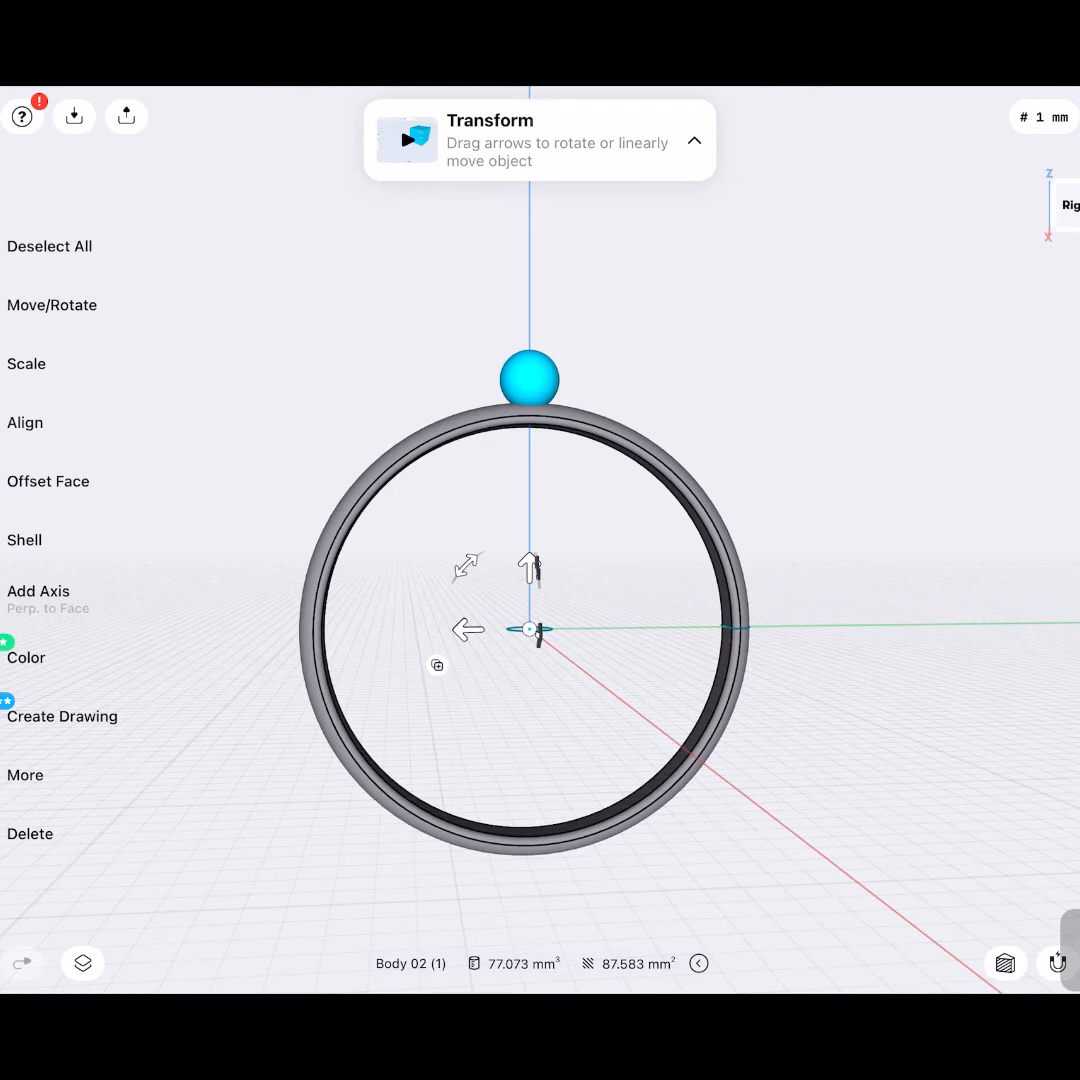 Transform
Drag arrows to rotate or linearly
move object
# 1 mm
Z
Rig
X
Deselect All
Move/Rotate
Scale
Align
Offset Face
Shell
Add Axis
Perp. to Face
Color
Create Drawing
More
Delete
Body 02 (1) 77.073 mm³ 87.583 mm²